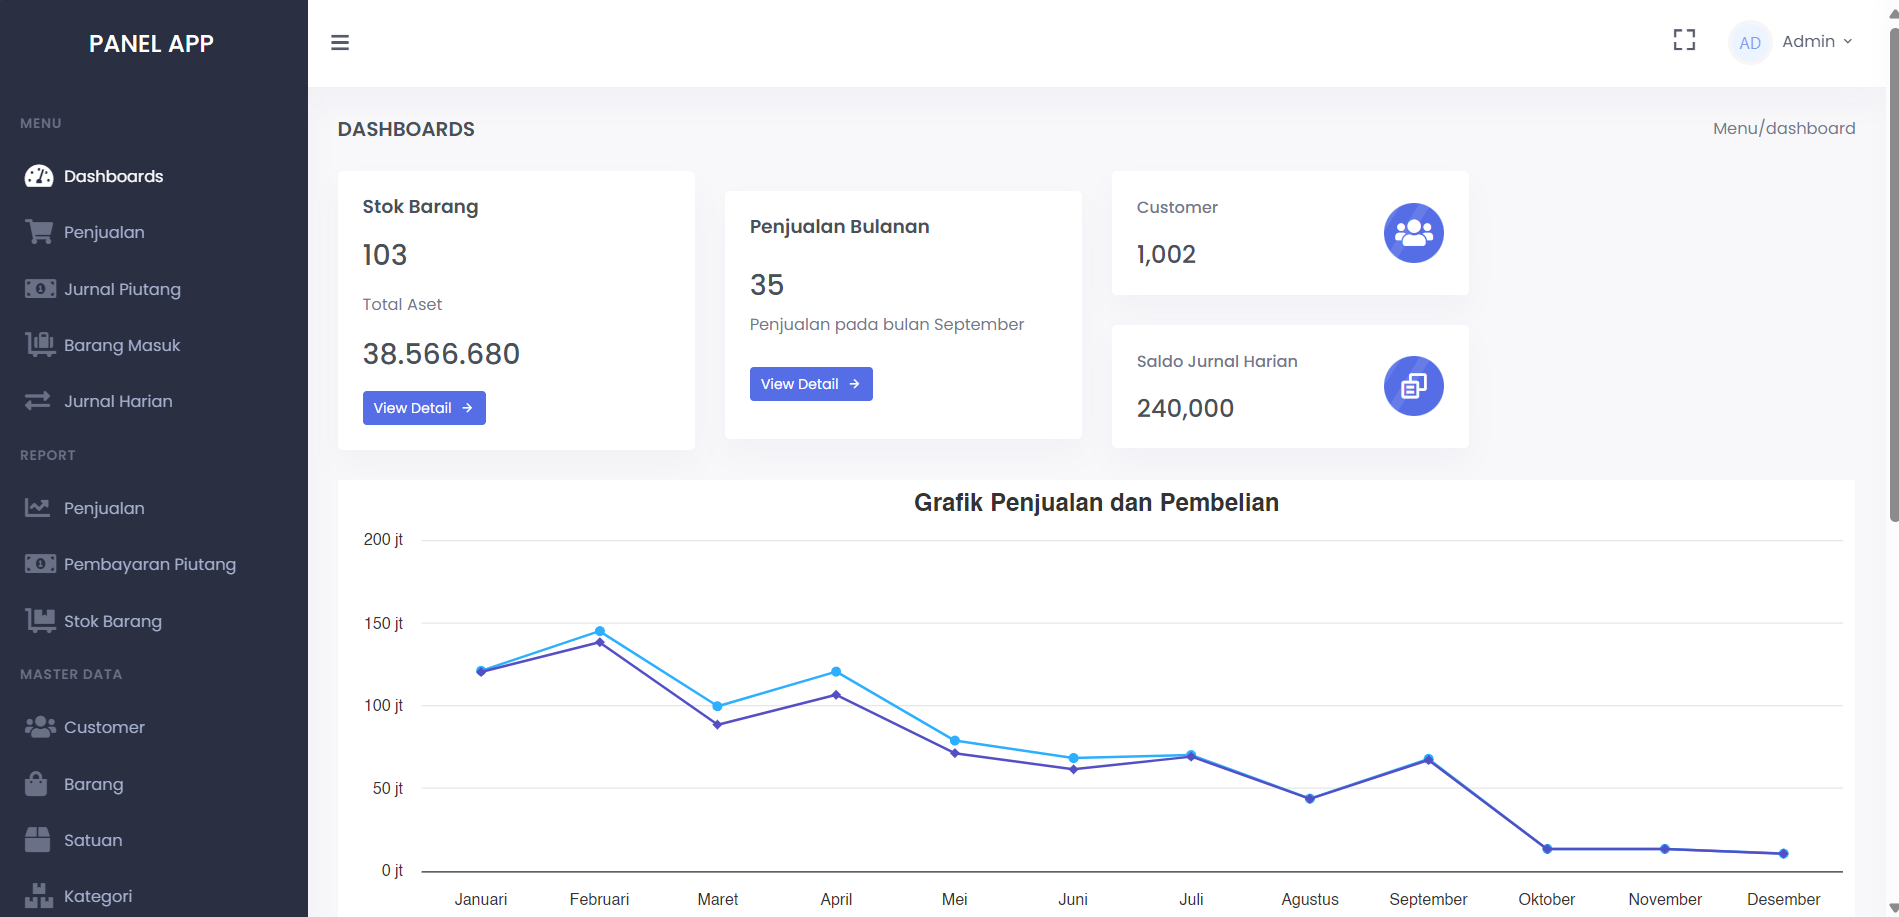 PANEL APP
MENU
Dashboards
Penjualan
Jurnal Piutang
Barang Masuk
Jurnal Harian
REPORT
Penjualan
Pembayaran Piutang
Stok Barang
MASTER DATA
Customer
Barang
Satuan
Kategori
AD Admin
DASHBOARDS
Menu/dashboard
Stok Barang
103
Total Aset
38.566.680
View Detail
Penjualan Bulanan
35
Penjualan pada bulan September
View Detail
Customer
1,002
Saldo Jurnal Harian
240,000
Grafik Penjualan dan Pembelian
200 jt
150 jt
100 jt
50 jt
0 jt
Januari Februari Maret April Mei Juni Juli Agustus September Oktober November Desember